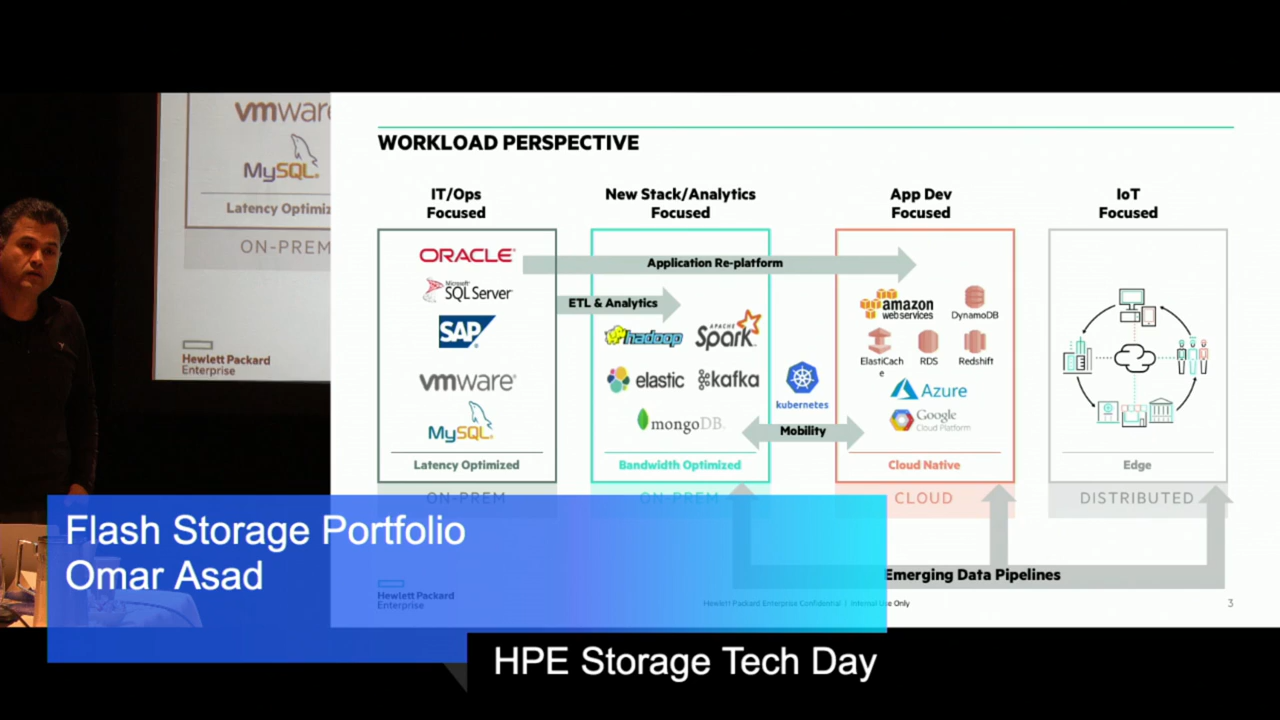 vmware
MySQL
Latency Optimiz
ON-PREM
Hewlett Packard
Enterprise
WORKLOAD PERSPECTIVE
IT/Ops
Focused
ORACLE
Microsoft
SQL Server
SAP
vmware
MySQL
Latency Optimized
ON-PREM
New Stack/Analytics
Focused
Application Re-platform
ETL & Analytics
hadoop
APACHE
Spark
elastic
kafka
mongoDB
Bandwidth Optimized
ON-PREM
kubernetes
Mobility
App Dev
Focused
amazon
webservices
DynamoDB
ElastiCach
e
RDS
Redshift
Azure
Google
Cloud Platform
Cloud Native
CLOUD
IoT
Focused
Edge
DISTRIBUTED
Emerging Data Pipelines
Hewlett Packard
Enterprise
Hewlett Packard Enterprise Confidential | Internal Use Only
3
Flash Storage Portfolio
Omar Asad
HPE Storage Tech Day